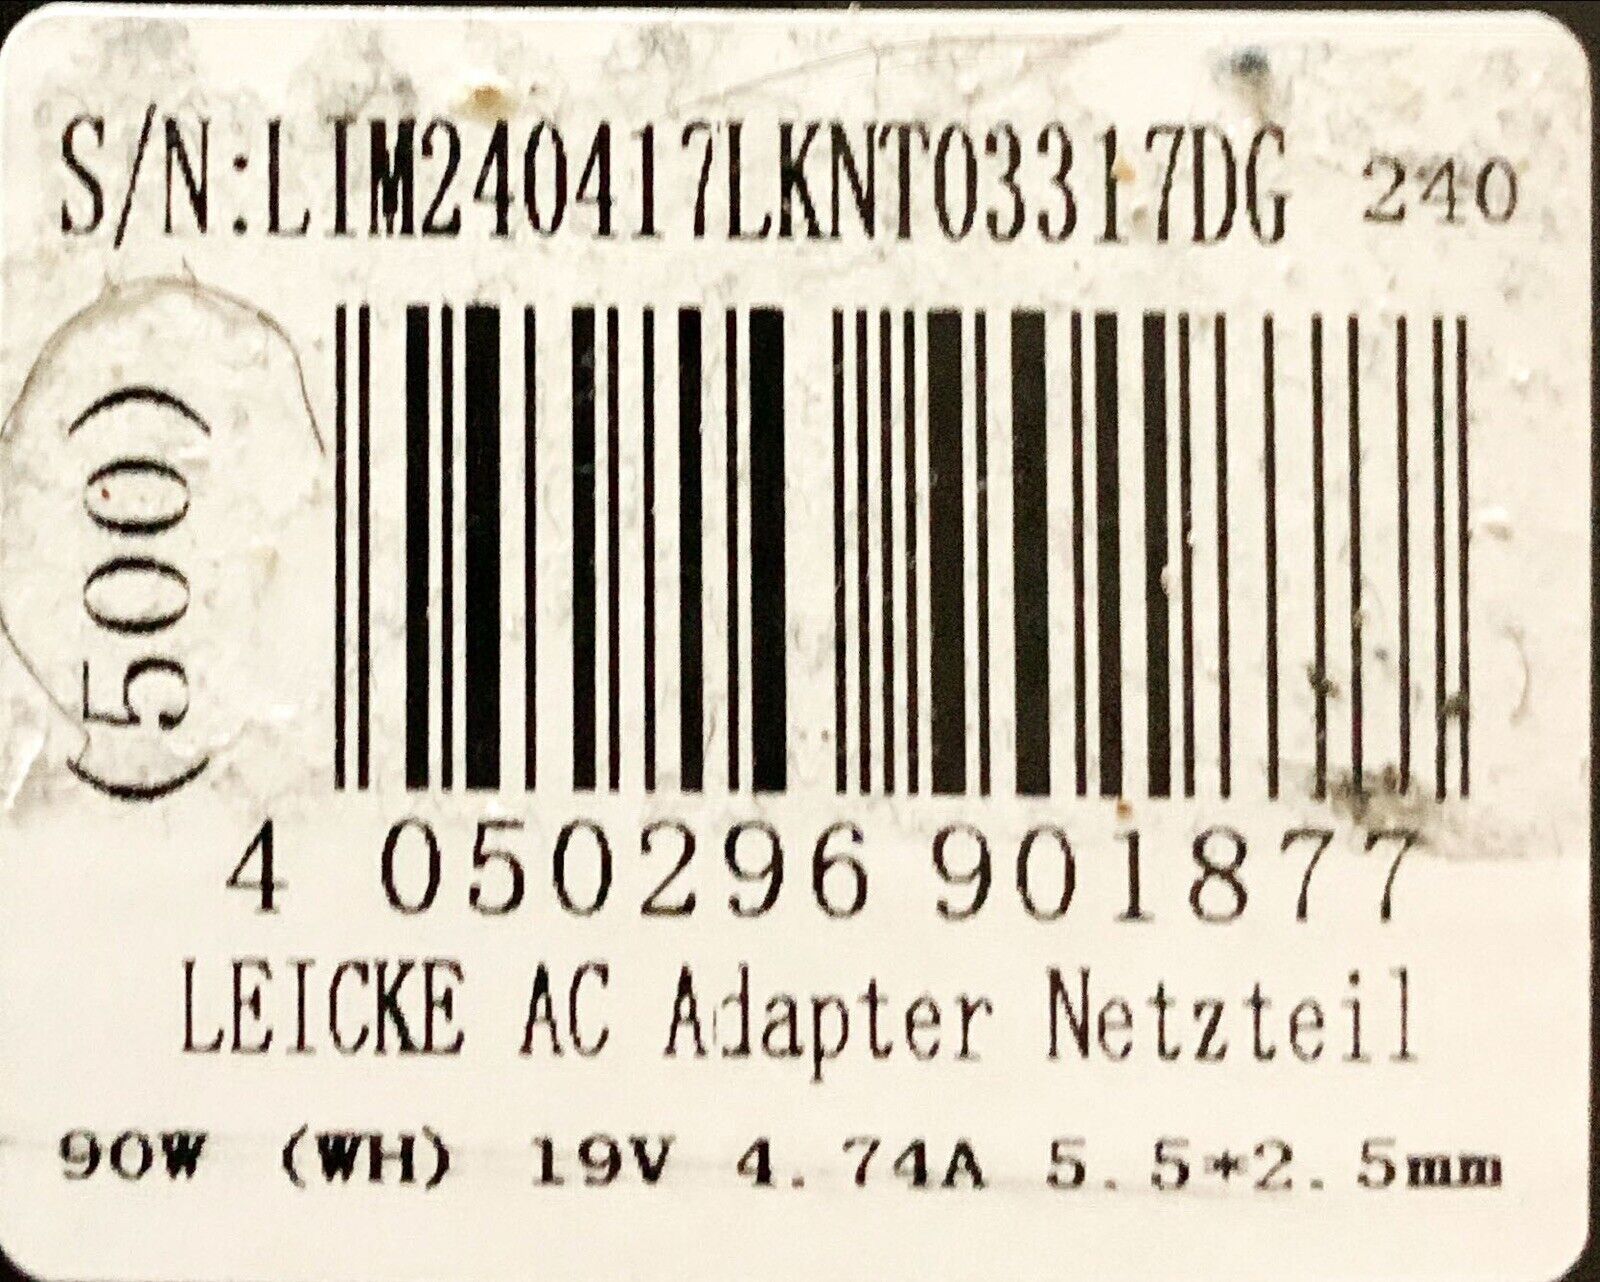 S/N:LIM240417LKNT03317DG 240
(500)
4 050296 901877
LEICKE AC Adapter Netzteil
90W (WH) 19V 4.74A 5.5*2.5mm